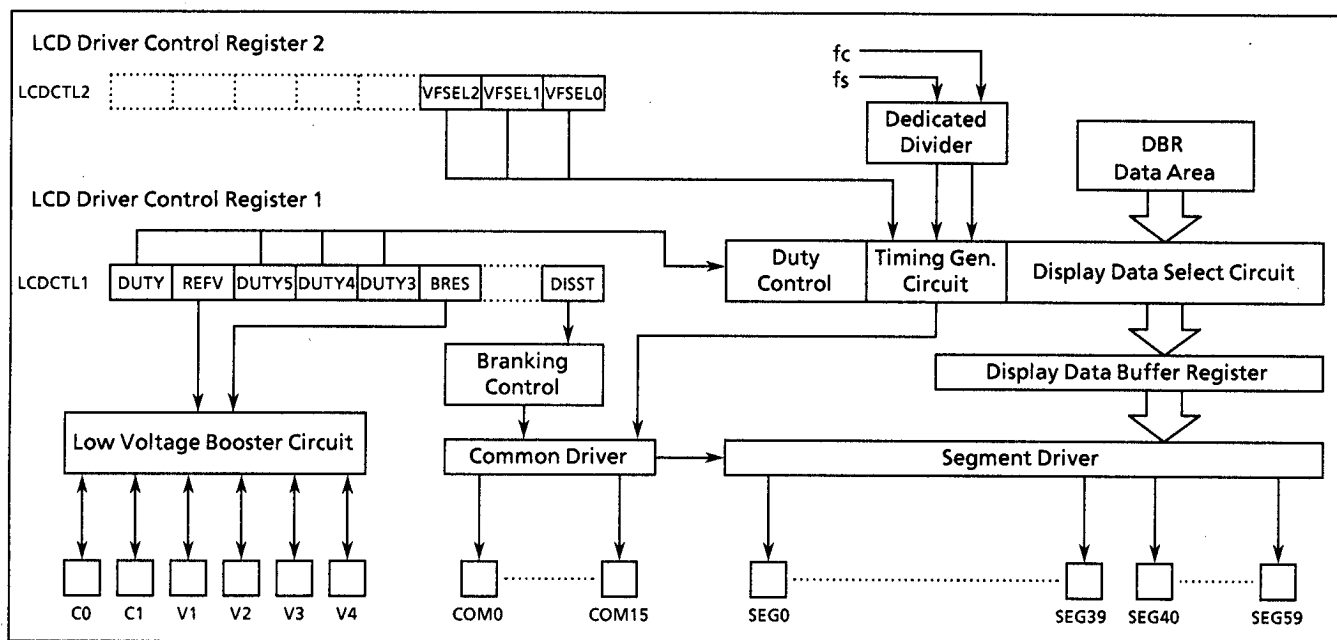 LCD Driver Control Register 2
fc
fs
LCDCTL2
VFSEL2 VFSEL1 VFSEL0
Dedicated
Divider
DBR
Data Area
LCD Driver Control Register 1
LCDCTL1
DUTY REFV DUTY5 DUTY4 DUTY3 BRES DISST
Duty
Control
Timing Gen.
Circuit
Display Data Select Circuit
Branking
Control
Display Data Buffer Register
Low Voltage Booster Circuit
Common Driver
Segment Driver
C0 C1 V1 V2 V3 V4 COM0 COM15 SEG0 SEG39 SEG40 SEG59